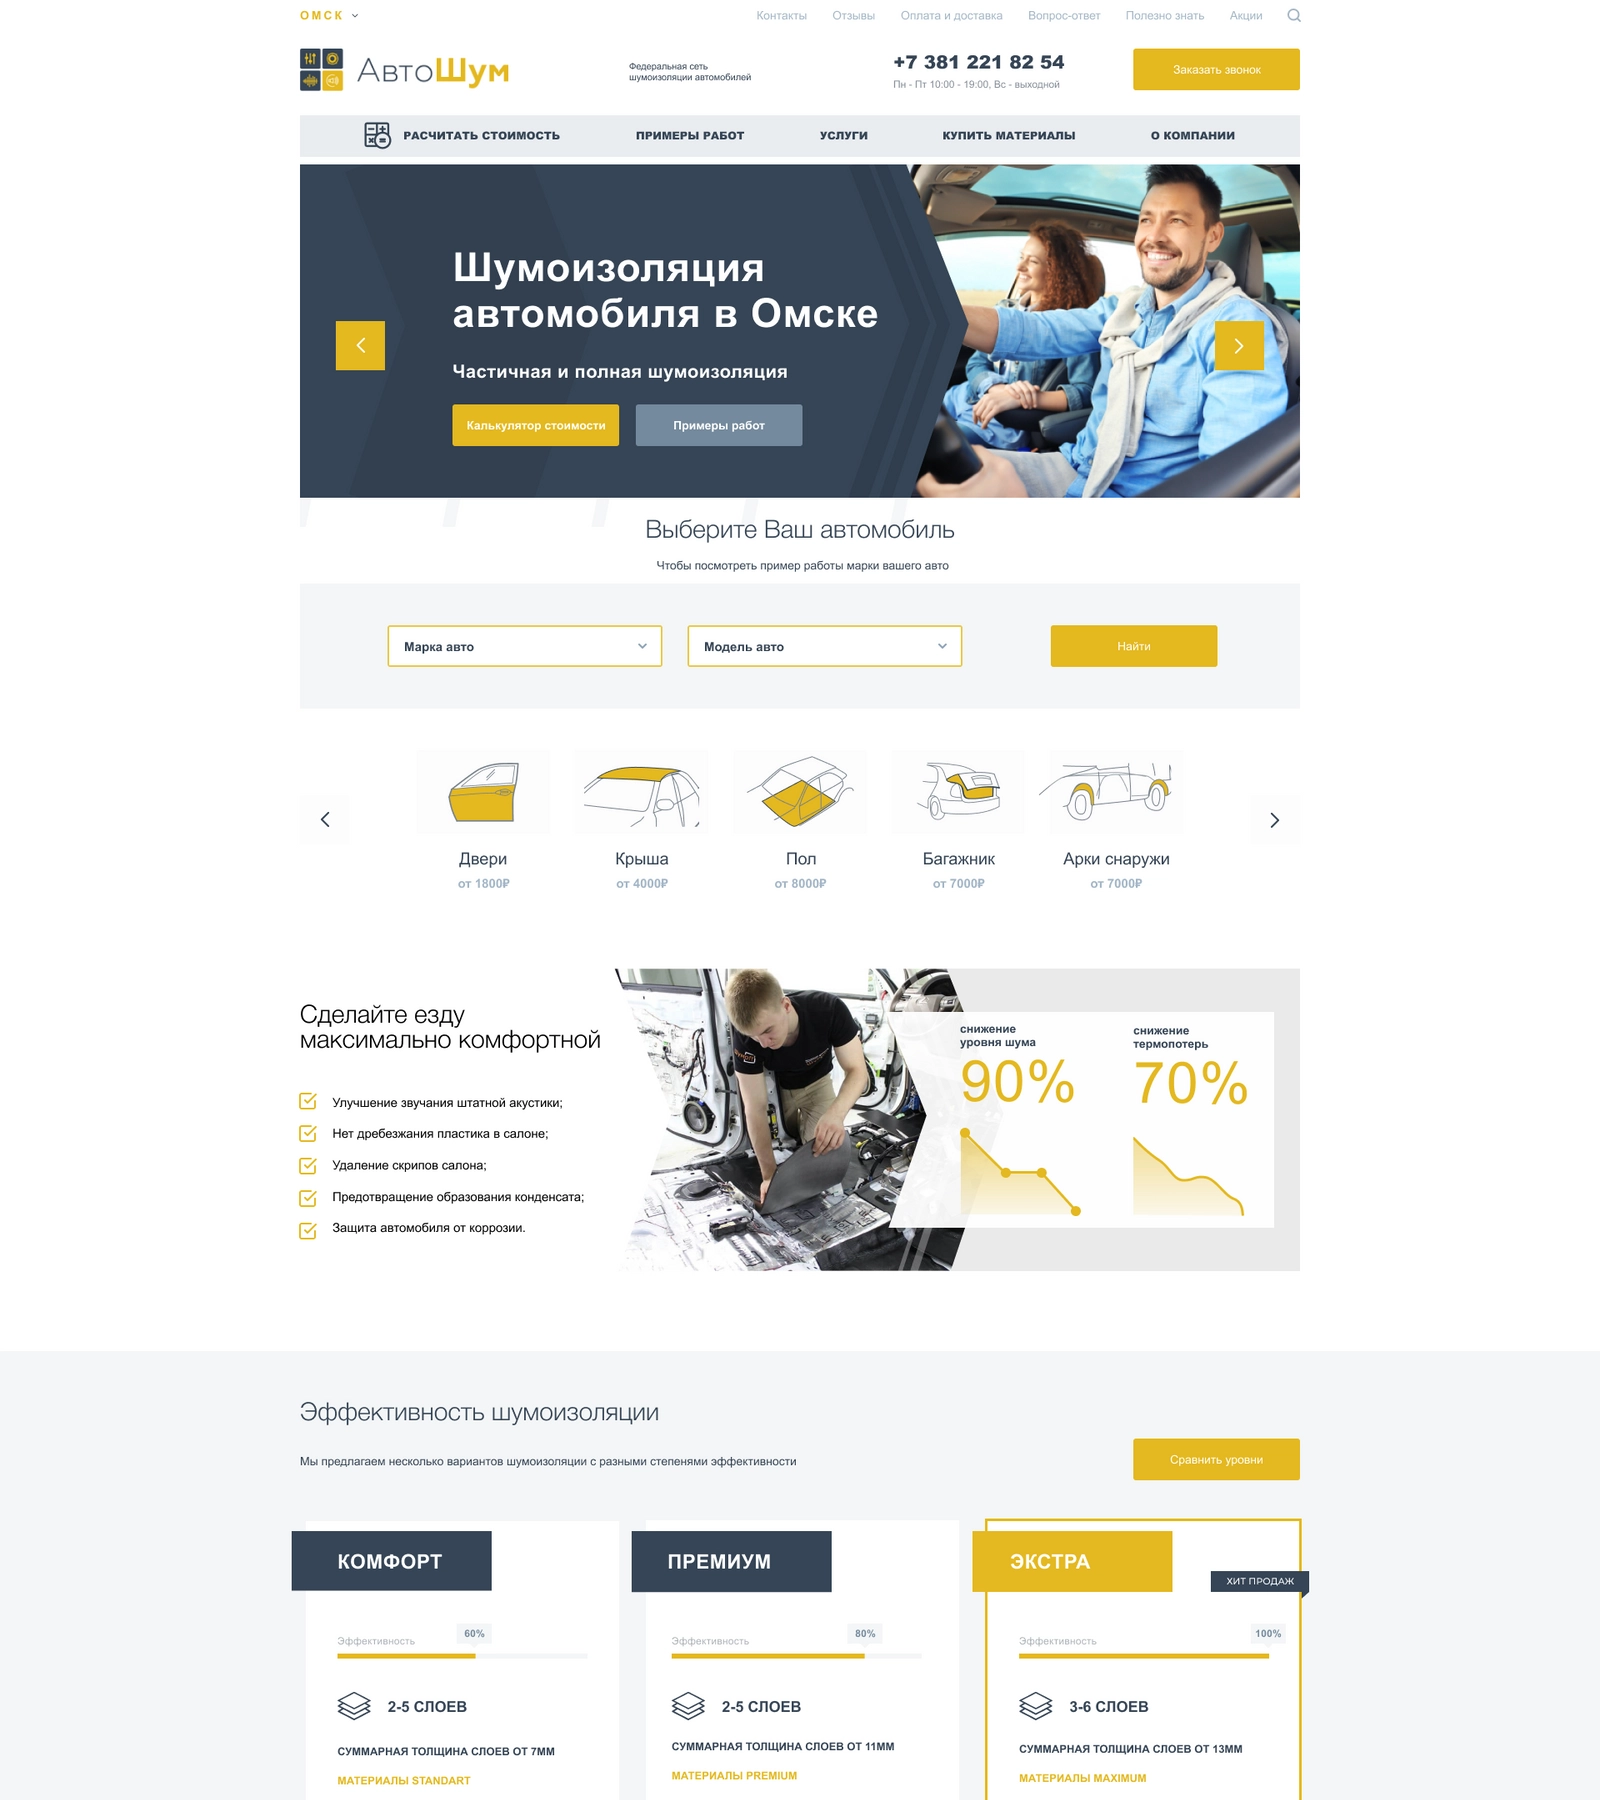 ОМСК
Контакты Отзывы Оплата и доставка Вопрос-ответ Полезно знать Акции
АвтоШум
Федеральная сеть
шумоизоляции автомобилей
+7 381 221 82 54
Пн - Пт 10:00 - 19:00, Вс - выходной
Заказать звонок
РАСЧИТАТЬ СТОИМОСТЬ ПРИМЕРЫ РАБОТ УСЛУГИ КУПИТЬ МАТЕРИАЛЫ О КОМПАНИИ
Шумоизоляция
автомобиля в Омске
Частичная и полная шумоизоляция
Калькулятор стоимости Примеры работ
Выберите Ваш автомобиль
Чтобы посмотреть пример работы марки вашего авто
Марка авто Модель авто Найти
Двери Крыша Пол Багажник Арки снаружи
от 1800₽ от 4000₽ от 8000₽ от 7000₽ от 7000₽
Сделайте езду
максимально комфортной
Улучшение звучания штатной акустики;
Нет дребезжания пластика в салоне;
Удаление скрипов салона;
Предотвращение образования конденсата;
Защита автомобиля от коррозии.
снижение
уровня шума
90%
снижение
термопотерь
70%
Эффективность шумоизоляции
Мы предлагаем несколько вариантов шумоизоляции с разными степенями эффективности
Сравнить уровни
КОМФОРТ
Эффективность 60%
2-5 СЛОЕВ
СУММАРНАЯ ТОЛЩИНА СЛОЕВ ОТ 7ММ
МАТЕРИАЛЫ STANDART
ПРЕМИУМ
Эффективность 80%
2-5 СЛОЕВ
СУММАРНАЯ ТОЛЩИНА СЛОЕВ ОТ 11ММ
МАТЕРИАЛЫ PREMIUM
ЭКСТРА
ХИТ ПРОДАЖ
Эффективность 100%
3-6 СЛОЕВ
СУММАРНАЯ ТОЛЩИНА СЛОЕВ ОТ 13ММ
МАТЕРИАЛЫ MAXIMUM